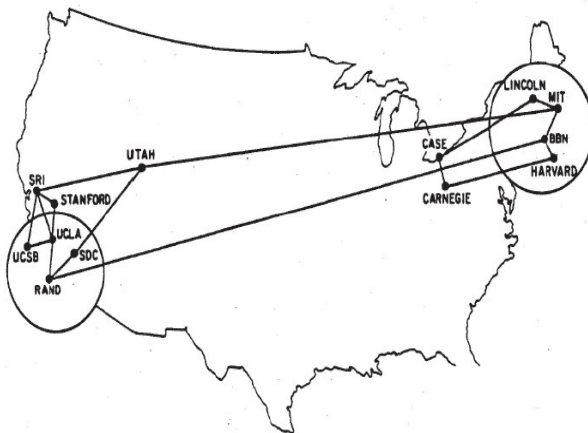 LINCOLN
MIT
BBN
CASE
HARVARD
UTAH
CARNEGIE
SRI
STANFORD
UCLA
UCSB
SDC
RAND